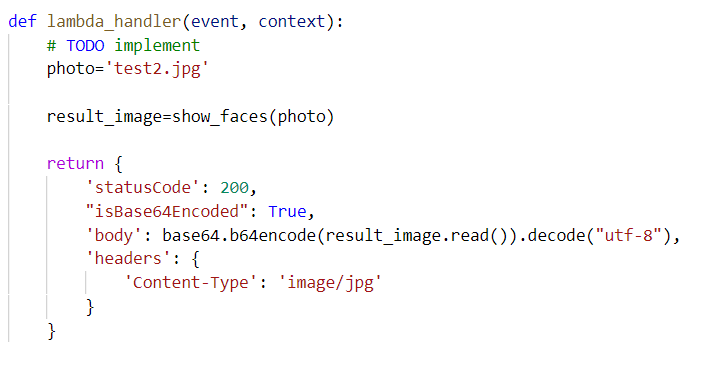 def lambda_handler(event, context):
    # TODO implement
    photo='test2.jpg'
    result_image=show_faces(photo)
    return {
        'statusCode': 200,
        "isBase64Encoded": True,
        'body': base64.b64encode(result_image.read()).decode("utf-8"),
        'headers': {
            'Content-Type': 'image/jpg'
        }
    }